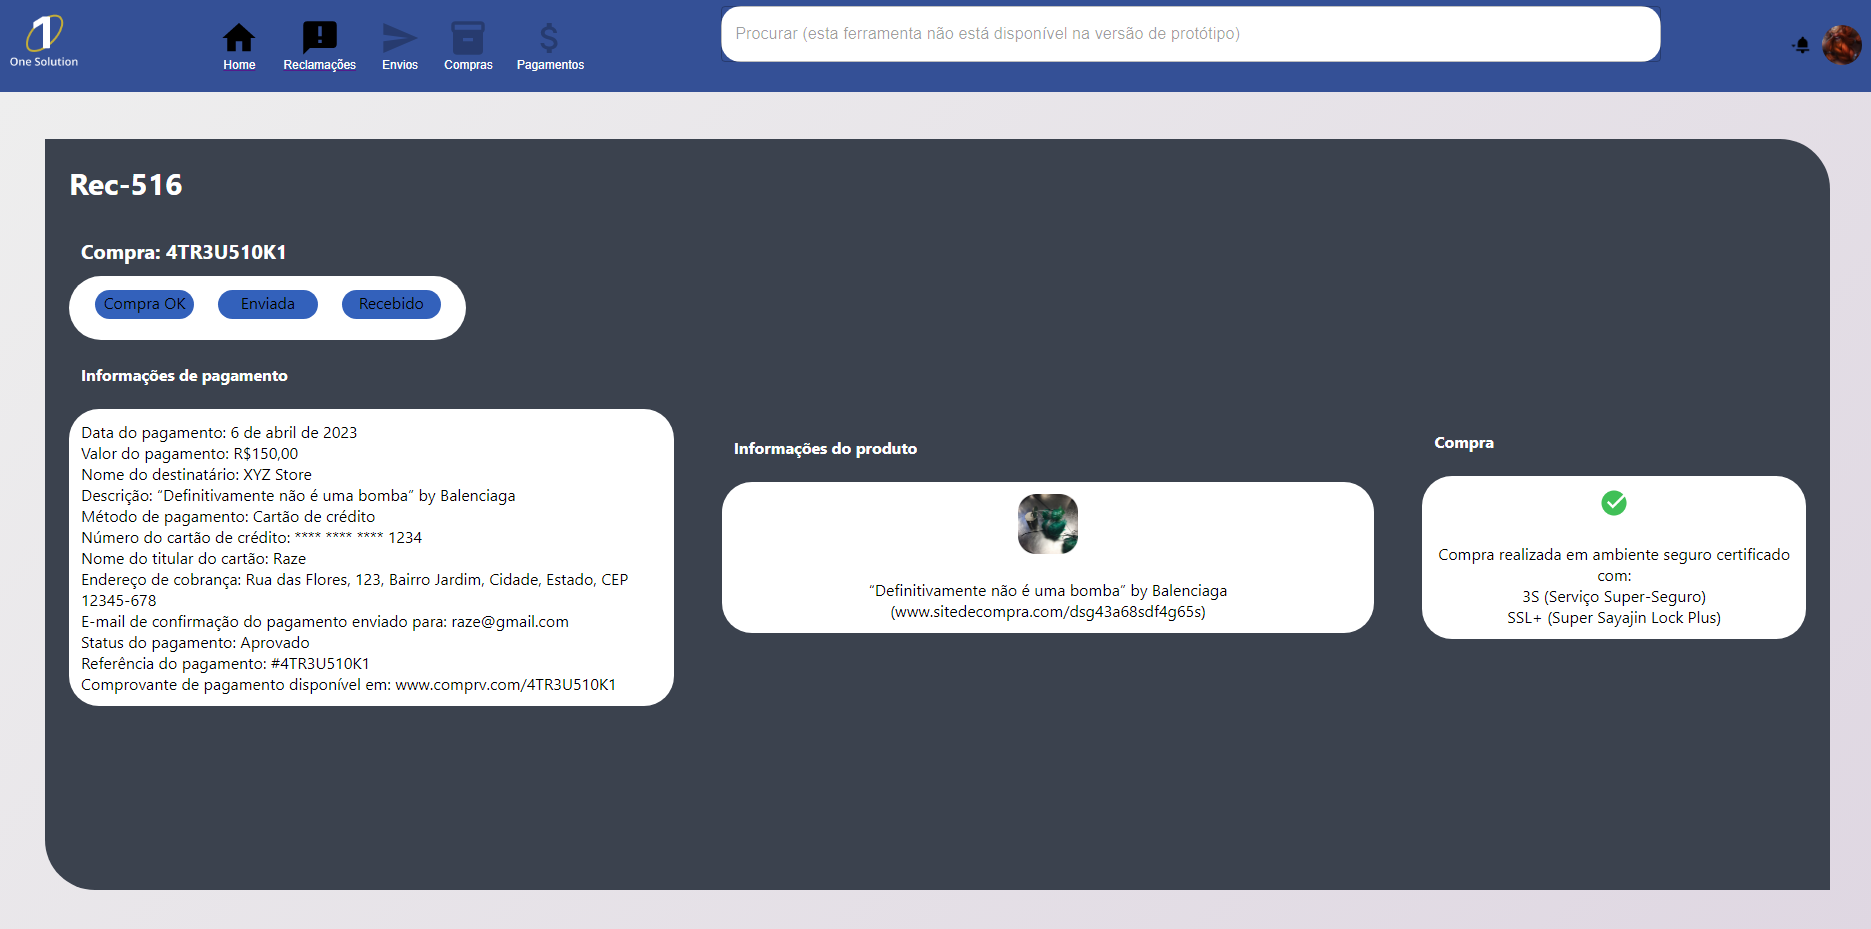 One Solution
Home
Reclamações
Envios
Compras
Pagamentos
Procurar (esta ferramenta não está disponível na versão de protótipo)
Rec-516
Compra: 4TR3U510K1
Compra OK
Enviada
Recebido
Informações de pagamento
Data do pagamento: 6 de abril de 2023
Valor do pagamento: R$150,00
Nome do destinatário: XYZ Store
Descrição: “Definitivamente não é uma bomba” by Balenciaga
Método de pagamento: Cartão de crédito
Número do cartão de crédito: **** **** **** 1234
Nome do titular do cartão: Raze
Endereço de cobrança: Rua das Flores, 123, Bairro Jardim, Cidade, Estado, CEP
12345-678
E-mail de confirmação do pagamento enviado para: raze@gmail.com
Status do pagamento: Aprovado
Referência do pagamento: #4TR3U510K1
Comprovante de pagamento disponível em: www.comprv.com/4TR3U510K1
Informações do produto
“Definitivamente não é uma bomba” by Balenciaga
(www.sitedecompra.com/dsg43a68sdf4g65s)
Compra
Compra realizada em ambiente seguro certificado
com:
3S (Serviço Super-Seguro)
SSL+ (Super Sayajin Lock Plus)